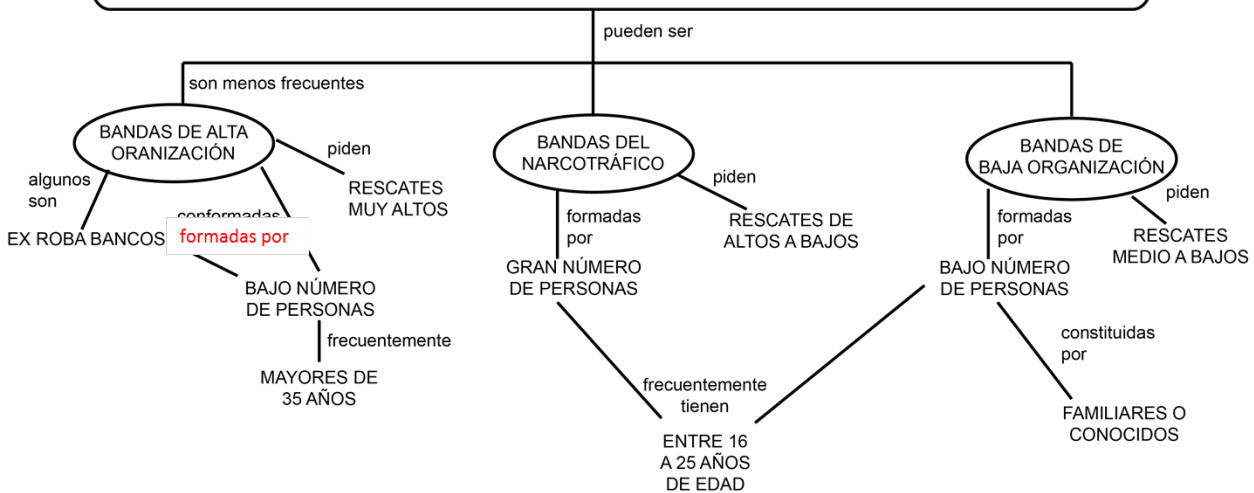 pueden ser
son menos frecuentes
BANDAS DE ALTA
ORANIZACIÓN
algunos
son
piden
RESCATES
MUY ALTOS
EX ROBA BANCOS
conformadas
formadas por
BAJO NÚMERO
DE PERSONAS
frecuentemente
MAYORES DE
35 AÑOS
BANDAS DEL
NARCOTRÁFICO
piden
RESCATES DE
ALTOS A BAJOS
formadas
por
GRAN NÚMERO
DE PERSONAS
frecuentemente
tienen
ENTRE 16
A 25 AÑOS
DE EDAD
BANDAS DE
BAJA ORGANIZACIÓN
piden
RESCATES
MEDIO A BAJOS
formadas
por
BAJO NÚMERO
DE PERSONAS
constituidas
por
FAMILIARES O
CONOCIDOS